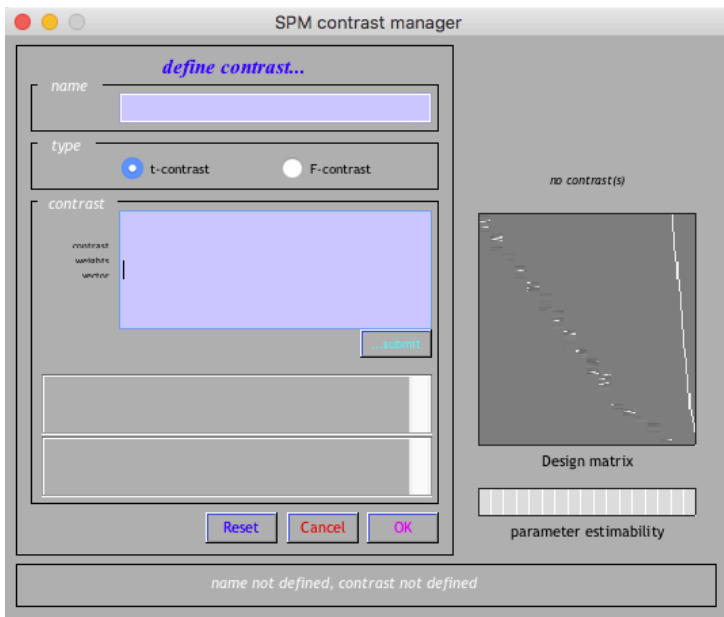 SPM contrast manager
define contrast...
name
type
t-contrast
F-contrast
contrast
contrast
weights
vector
...submit
Reset
Cancel
OK
no contrast(s)
Design matrix
parameter estimability
name not defined, contrast not defined